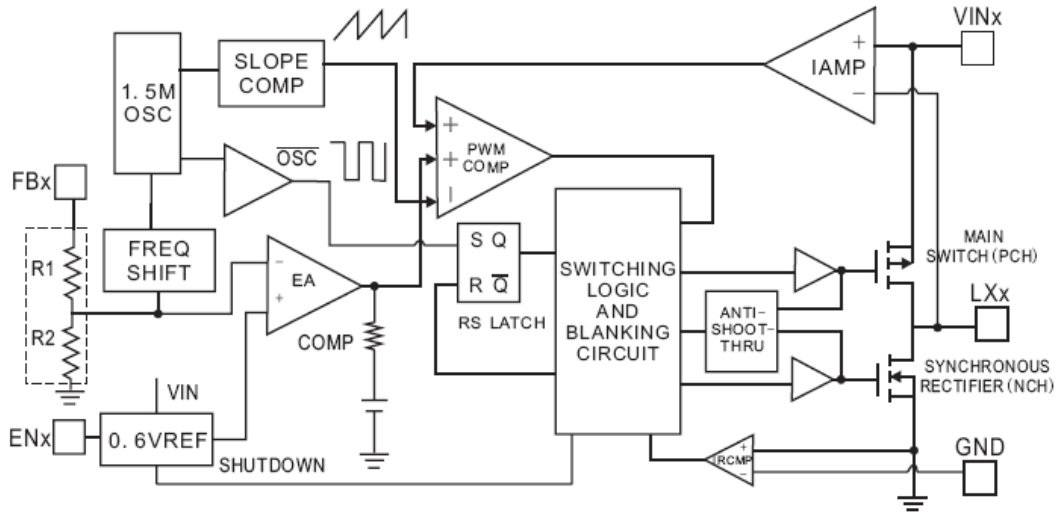 VINx
SLOPE
COMP
IAMP
+
−
1.5M
OSC
+
+
−
PWM
COMP
OSC
FBx
S Q
R Q
RS LATCH
FREQ
SHIFT
R1
R2
−
+
EA
COMP
SWITCHING
LOGIC
AND
BLANKING
CIRCUIT
MAIN
SWITCH (PCH)
ANTI-
SHOOT-
THRU
LXx
SYNCHRONOUS
RECTIFIER (NCH)
VIN
ENx
0.6VREF
SHUTDOWN
IRCMP
+
−
GND